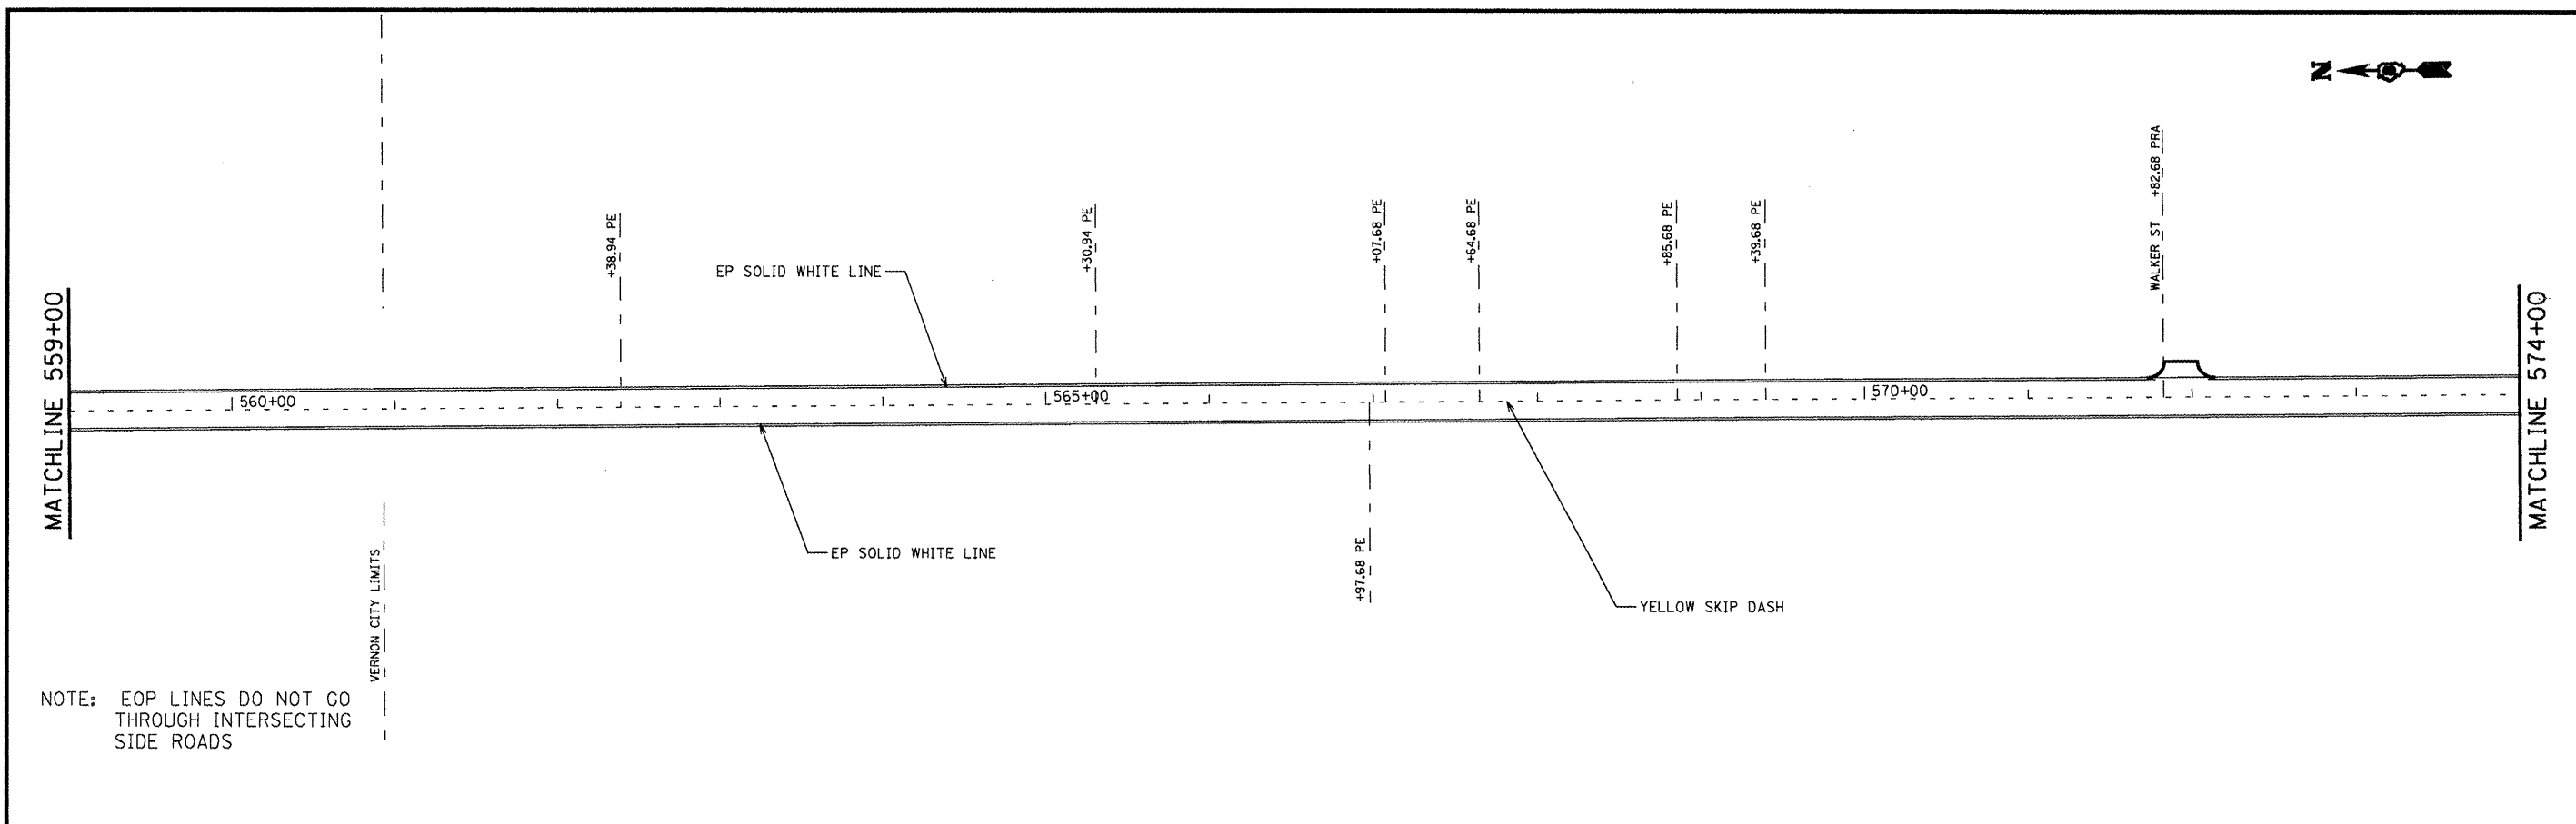 N
WALKER ST +82.68 PRA
+38.94 PE
+30.94 PE
+07.68 PE
+64.68 PE
+85.68 PE
+39.68 PE
EP SOLID WHITE LINE
MATCHLINE 559+00
MATCHLINE 574+00
560+00
565+00
570+00
EP SOLID WHITE LINE
+97.68 PE
YELLOW SKIP DASH
VERNON CITY LIMITS
NOTE: EOP LINES DO NOT GO
THROUGH INTERSECTING
SIDE ROADS